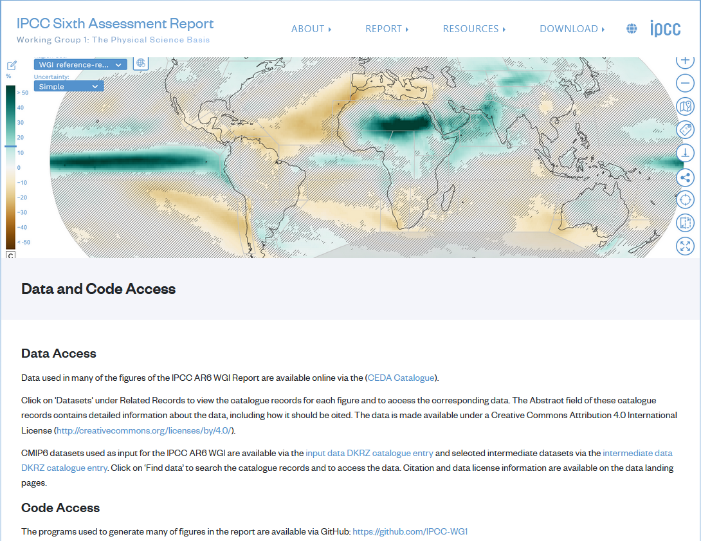 IPCC Sixth Assessment Report
Working Group 1: The Physical Science Basis
ABOUT
REPORT
RESOURCES
DOWNLOAD
ipcc
WGI reference-re...
%
Uncertainty:
Simple
> 50
40
30
20
10
0
-10
-20
-30
-40
< -50
C
Data and Code Access
Data Access
Data used in many of the figures of the IPCC AR6 WGI Report are available online via the (CEDA Catalogue).
Click on 'Datasets' under Related Records to view the catalogue records for each figure and to access the corresponding data. The Abstract field of these catalogue
records contains detailed information about the data, including how it should be cited. The data is made available under a Creative Commons Attribution 4.0 International
License (http://creativecommons.org/licenses/by/4.0/).
CMIP6 datasets used as input for the IPCC AR6 WGI are available via the input data DKRZ catalogue entry and selected intermediate datasets via the intermediate data
DKRZ catalogue entry. Click on 'Find data' to search the catalogue records and to access the data. Citation and data license information are available on the data landing
pages.
Code Access
The programs used to generate many of figures in the report are available via GitHub: https://github.com/IPCC-WG1